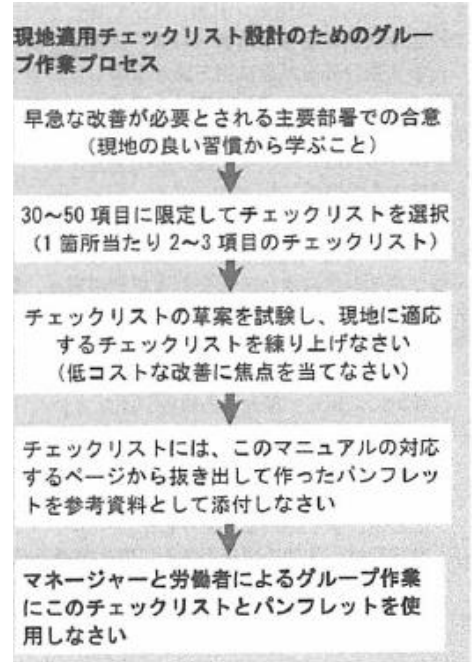 現地適用チェックリスト設計のためのグルー
プ作業プロセス
早急な改善が必要とされる主要部署での合意
（現地の良い習慣から学ぶこと）
30～50 項目に限定してチェックリストを選択
（1 箇所当たり 2～3 項目のチェックリスト）
チェックリストの草案を試験し、現地に適応
するチェックリストを練り上げなさい
（低コストな改善に焦点を当てなさい）
チェックリストには、このマニュアルの対応
するページから抜き出して作ったパンフレッ
トを参考資料として添付しなさい
マネージャーと労働者によるグループ作業
にこのチェックリストとパンフレットを使
用しなさい